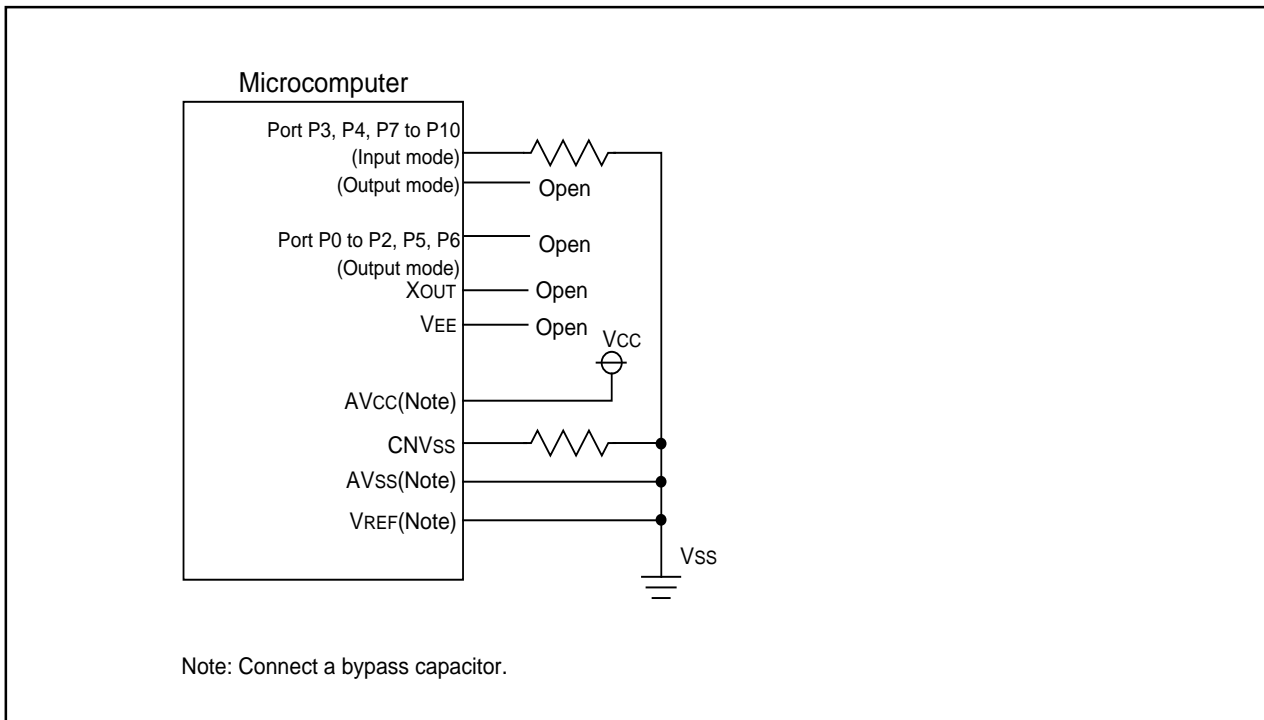 Microcomputer
Port P3, P4, P7 to P10
(Input mode)
(Output mode)
Open
Port P0 to P2, P5, P6
Open
(Output mode)
XOUT
Open
VEE
Open
VCC
AVCC(Note)
CNVSS
AVSS(Note)
VREF(Note)
VSS
Note: Connect a bypass capacitor.